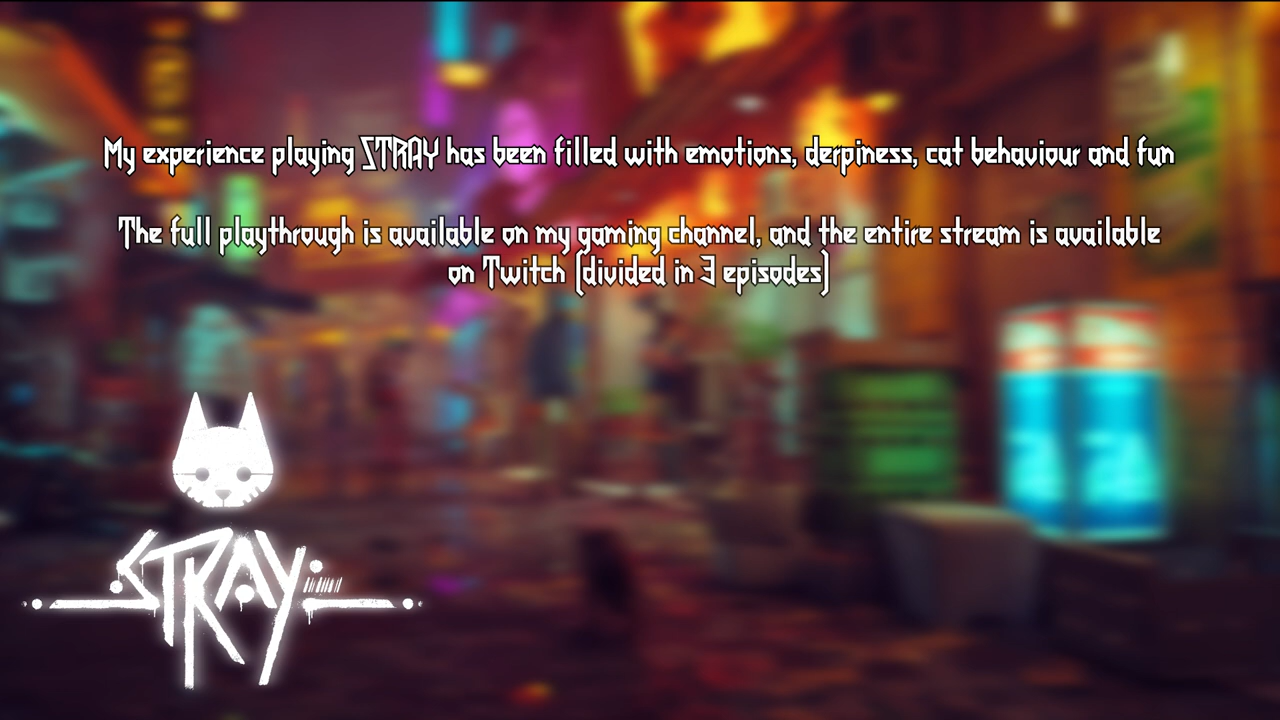 My experience playing STRAY has been filled with emotions, derpiness, cat behaviour and fun
The full playthrough is available on my gaming channel, and the entire stream is available
on Twitch (divided in 3 episodes)
STRAY